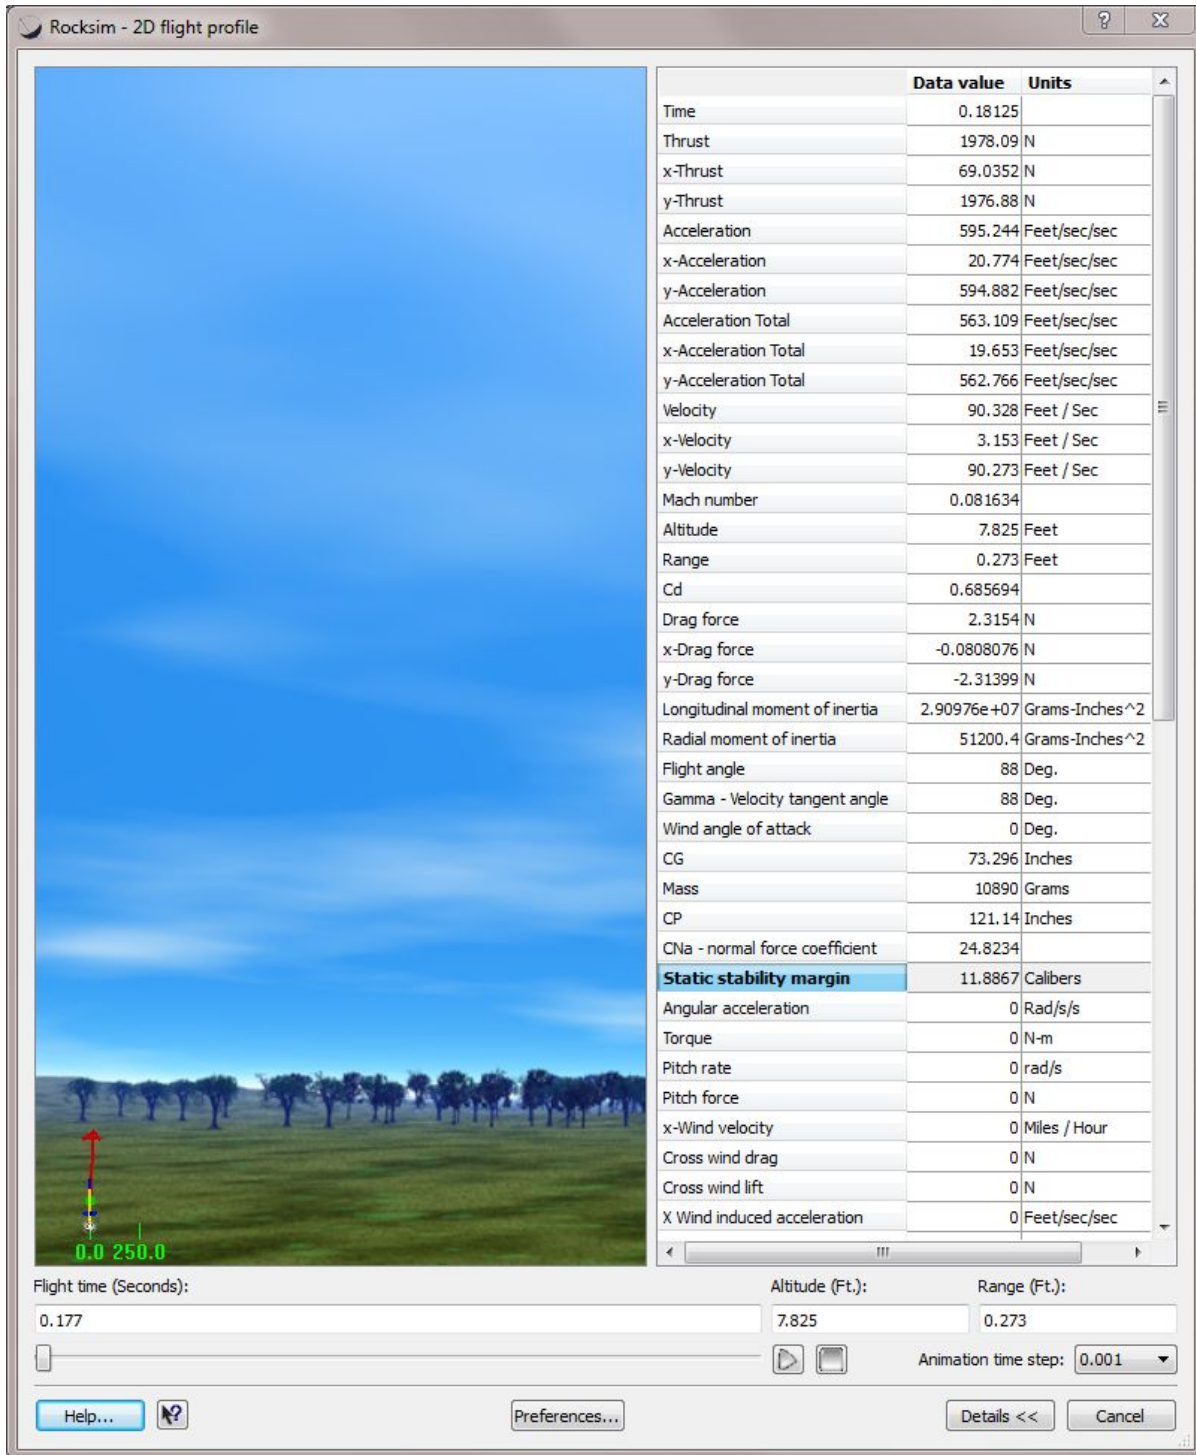 Rocksim - 2D flight profile
Data value Units
Time 0.18125
Thrust 1978.09 N
x-Thrust 69.0352 N
y-Thrust 1976.88 N
Acceleration 595.244 Feet/sec/sec
x-Acceleration 20.774 Feet/sec/sec
y-Acceleration 594.882 Feet/sec/sec
Acceleration Total 563.109 Feet/sec/sec
x-Acceleration Total 19.653 Feet/sec/sec
y-Acceleration Total 562.766 Feet/sec/sec
Velocity 90.328 Feet / Sec
x-Velocity 3.153 Feet / Sec
y-Velocity 90.273 Feet / Sec
Mach number 0.081634
Altitude 7.825 Feet
Range 0.273 Feet
Cd 0.685694
Drag force 2.3154 N
x-Drag force -0.0808076 N
y-Drag force -2.31399 N
Longitudinal moment of inertia 2.90976e+07 Grams-Inches^2
Radial moment of inertia 51200.4 Grams-Inches^2
Flight angle 88 Deg.
Gamma - Velocity tangent angle 88 Deg.
Wind angle of attack 0 Deg.
CG 73.296 Inches
Mass 10890 Grams
CP 121.14 Inches
CNa - normal force coefficient 24.8234
Static stability margin 11.8867 Calibers
Angular acceleration 0 Rad/s/s
Torque 0 N-m
Pitch rate 0 rad/s
Pitch force 0 N
x-Wind velocity 0 Miles / Hour
Cross wind drag 0 N
Cross wind lift 0 N
X Wind induced acceleration 0 Feet/sec/sec
0.0 250.0
Flight time (Seconds): Altitude (Ft.): Range (Ft.):
0.177 7.825 0.273
Animation time step: 0.001
Help... Preferences... Details << Cancel